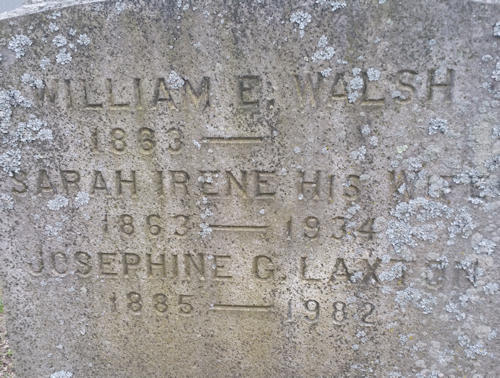 WILLIAM E. WALSH
1863 —
SARAH IRENE HIS WIFE
1863 — 1934
JOSEPHINE G. LAXTON
1885 — 1982